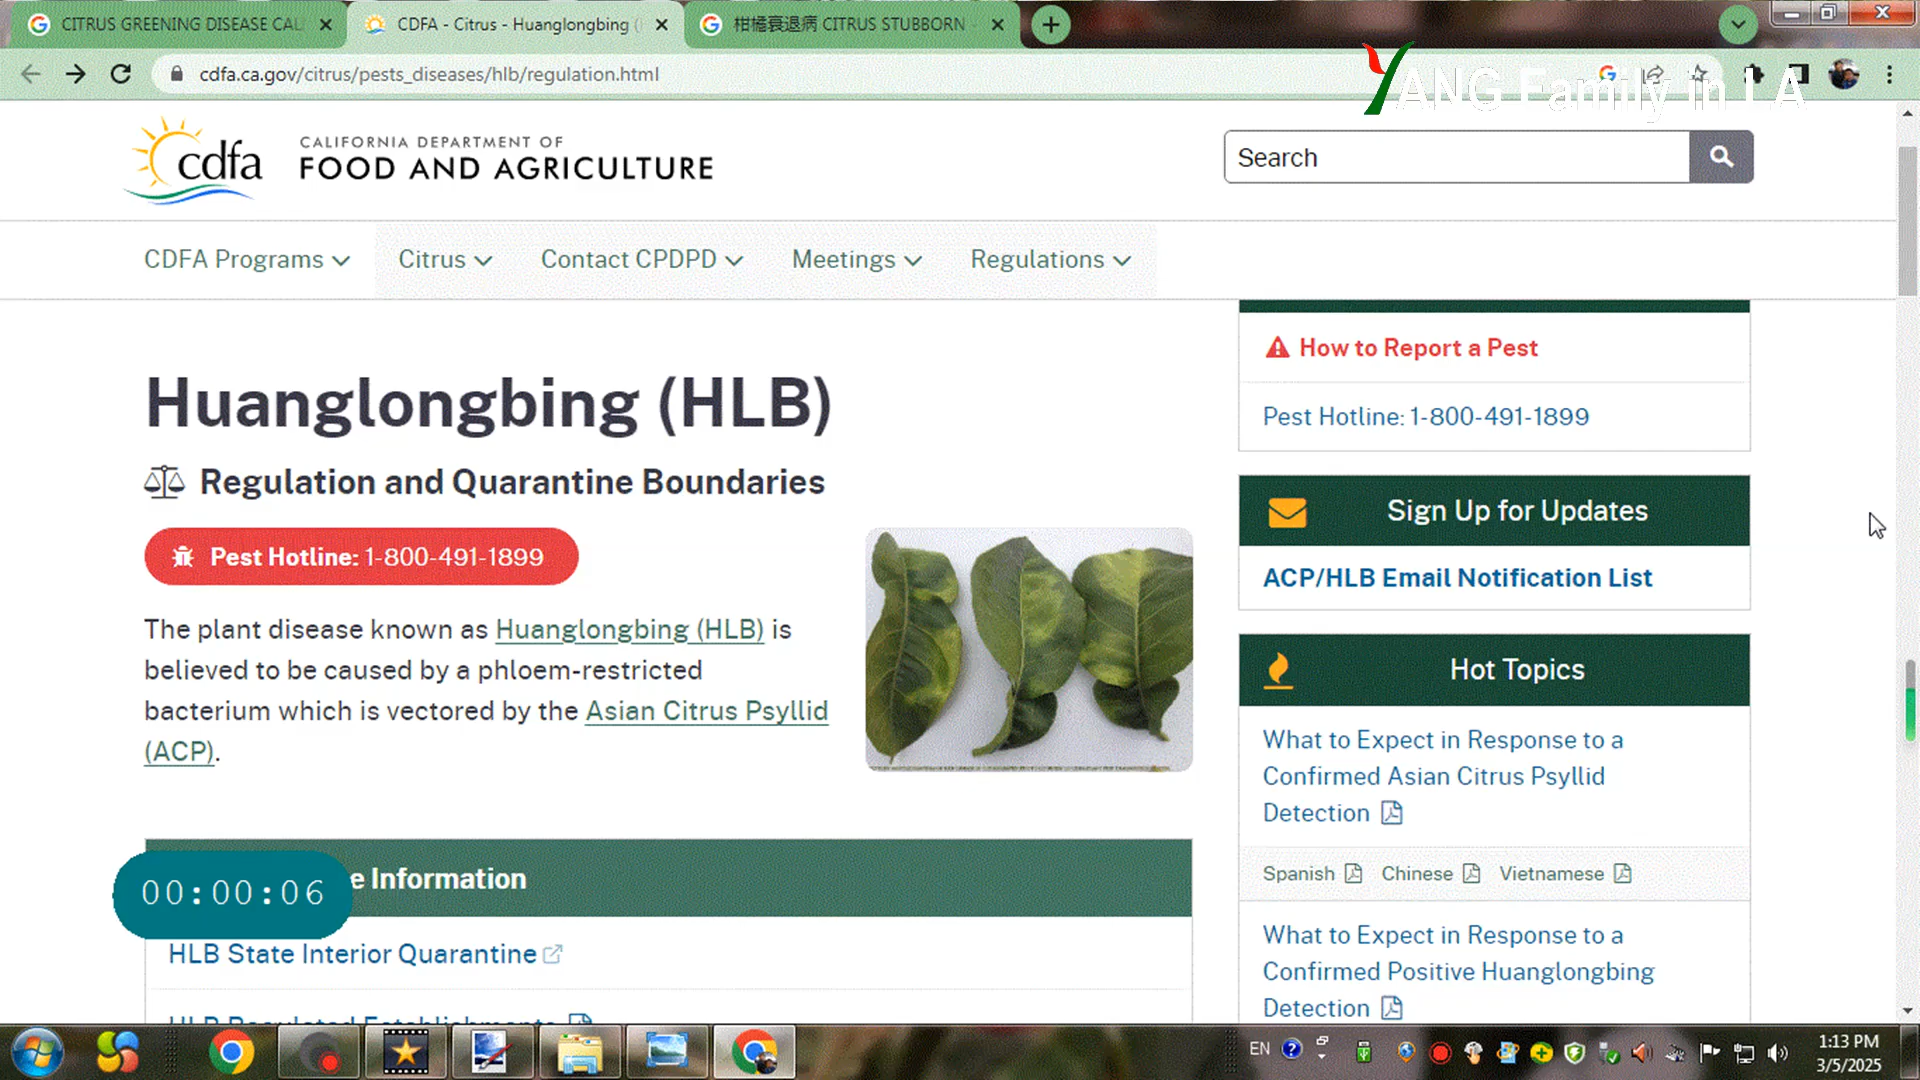 CITRUS GREENING DISEASE CAU
CDFA - Citrus - Huanglongbing (
柑橘衰退病 CITRUS STUBBORN
cdfa.ca.gov/citrus/pests_diseases/hlb/regulation.html
YANG Family in LA
cdfa
CALIFORNIA DEPARTMENT OF
FOOD AND AGRICULTURE
Search
CDFA Programs
Citrus
Contact CPDPD
Meetings
Regulations
Huanglongbing (HLB)
Regulation and Quarantine Boundaries
Pest Hotline: 1-800-491-1899
The plant disease known as Huanglongbing (HLB) is
believed to be caused by a phloem-restricted
bacterium which is vectored by the Asian Citrus Psyllid
(ACP).
e Information
00:00:06
HLB State Interior Quarantine
HLB Regulated Establishments
How to Report a Pest
Pest Hotline: 1-800-491-1899
Sign Up for Updates
ACP/HLB Email Notification List
Hot Topics
What to Expect in Response to a
Confirmed Asian Citrus Psyllid
Detection
Spanish Chinese Vietnamese
What to Expect in Response to a
Confirmed Positive Huanglongbing
Detection
EN
1:13 PM
3/5/2025